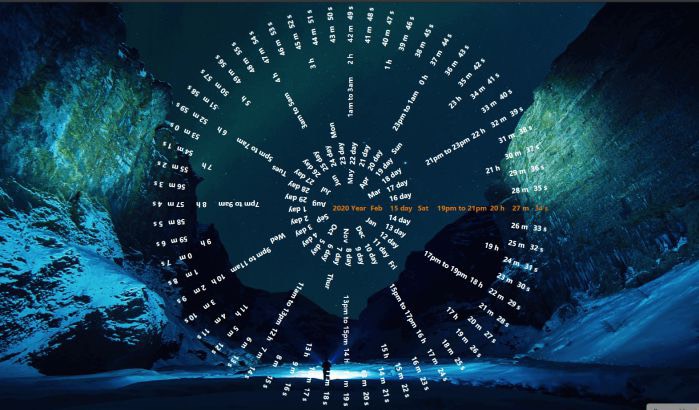 2020 Year Feb 15 day Sat 19pm to 21pm 20 h 27 m 34 s
Mar
Apr
May
Jun
Jul
Aug
Sep
Oct
Nov
Dec
Jan
16 day
17 day
18 day
19 day
20 day
21 day
22 day
23 day
24 day
25 day
26 day
27 day
28 day
29 day
1 day
2 day
3 day
4 day
5 day
6 day
7 day
8 day
9 day
10 day
11 day
12 day
13 day
14 day
Sun
Mon
Tues
Wed
Thur
Fri
21pm to 23pm 22 h
23pm to 1am 0 h
1am to 3am 2 h
3am to 5am
5pm to 7pm
7pm to 9am 8 h
9pm to 11am 10 h
11am to 13pm 12 h
13pm to 15pm 14 h
15pm to 17pm 16 h
17pm to 19pm 18 h
21 h
23 h
1 h
3 h
5 h
6 h
7 h
9 h
11 h
13 h
15 h
17 h
19 h
28 m 35 s
29 m 36 s
30 m 37 s
31 m 38 s
32 m 39 s
33 m 40 s
34 m 41 s
35 m 42 s
36 m 43 s
37 m 44 s
38 m 45 s
39 m 46 s
40 m 47 s
41 m 48 s
42 m 49 s
43 m 50 s
44 m 51 s
45 m 52 s
46 m 53 s
47 m 54 s
48 m 55 s
49 m 56 s
50 m 57 s
51 m 58 s
52 m 59 s
53 m 0 s
54 m 1 s
55 m 2 s
56 m 3 s
57 m 4 s
58 m 5 s
59 m 6 s
0 m 7 s
1 m 8 s
2 m 9 s
3 m 10 s
4 m 11 s
5 m 12 s
6 m 13 s
7 m 14 s
8 m 15 s
9 m 16 s
10 m 17 s
11 m 18 s
12 m 19 s
13 m 20 s
14 m 21 s
15 m 22 s
16 m 23 s
17 m 24 s
18 m 25 s
19 m 26 s
20 m 27 s
21 m 28 s
22 m 29 s
23 m 30 s
24 m 31 s
25 m 32 s
26 m 33 s